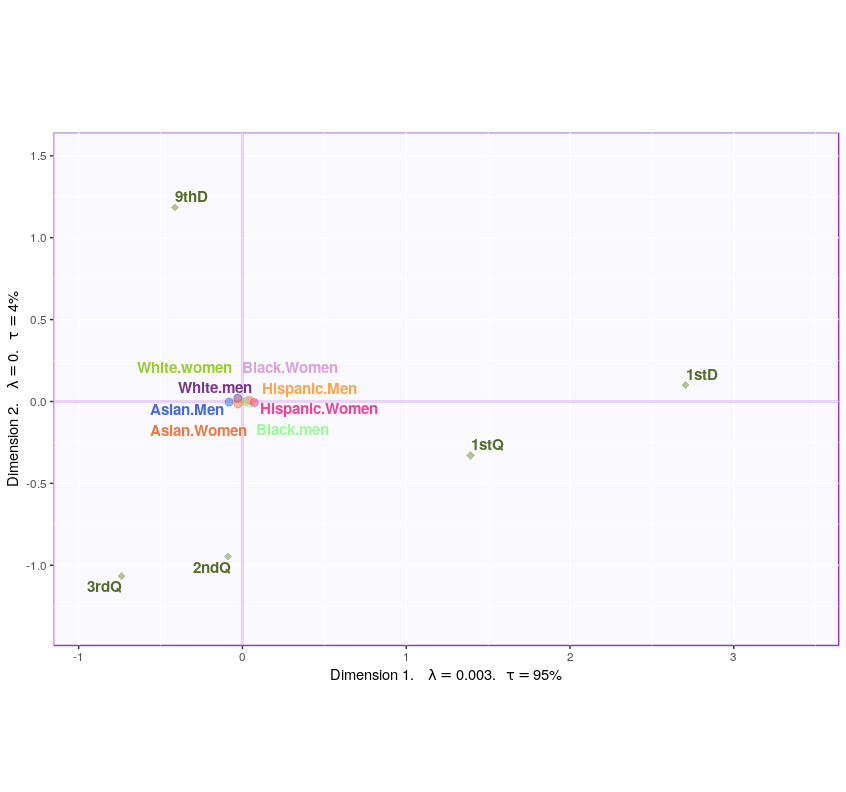 1.5
9thD
1.0
0.5
White.women Black.Women
1stD
White.men Hispanic.Men
0.0
Asian.Men Hispanic.Women
Asian.Women Black.men
1stQ
-0.5
-1.0
2ndQ
3rdQ
-1 0 1 2 3
Dimension 1. λ = 0.003. τ = 95%
Dimension 2. λ = 0. τ = 4%